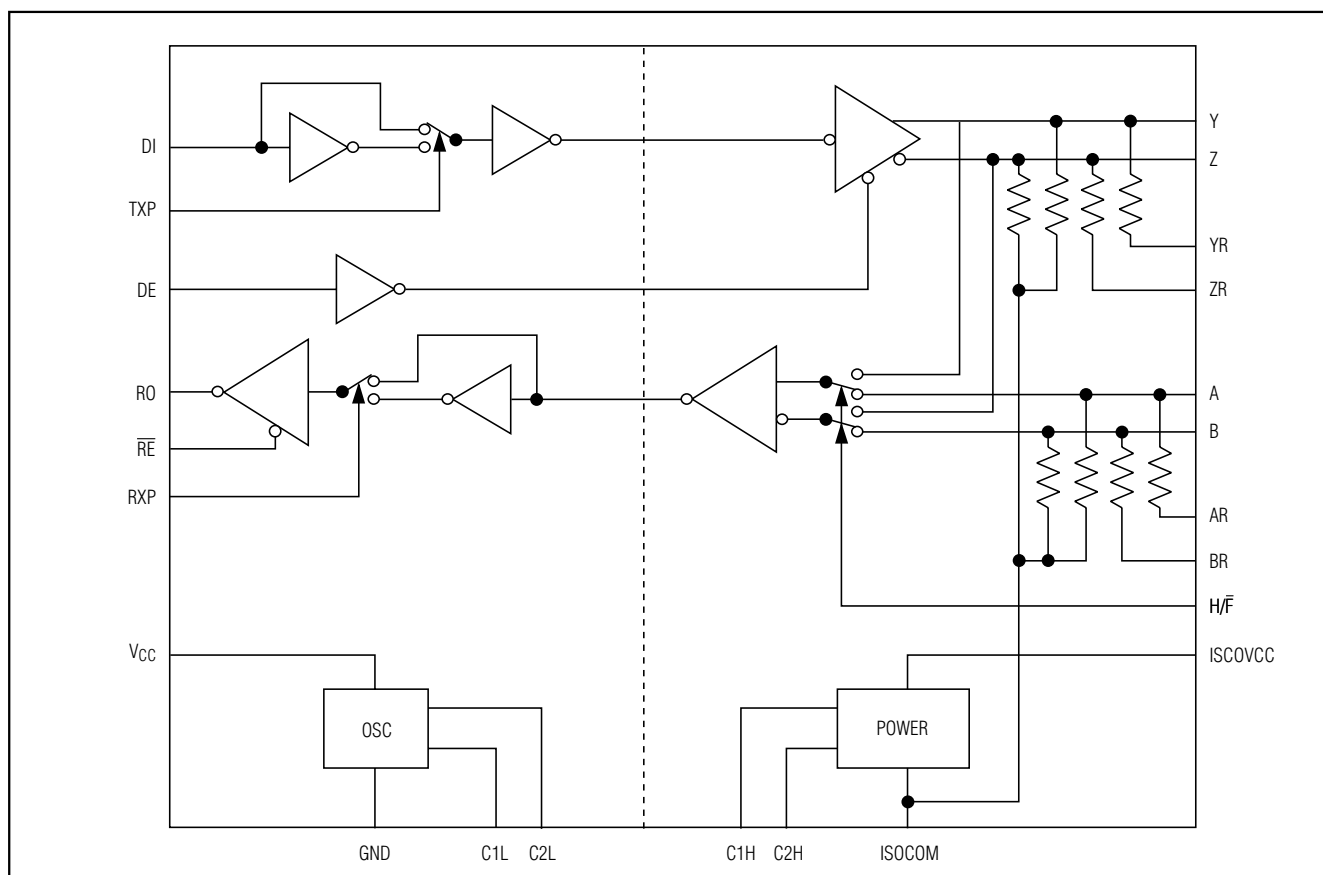 DI
TXP
DE
RO
R̅E̅
RXP
VCC
OSC
GND
C1L
C2L
Y
Z
YR
ZR
A
B
AR
BR
H/F̅
ISCOVCC
POWER
C1H
C2H
ISOCOM